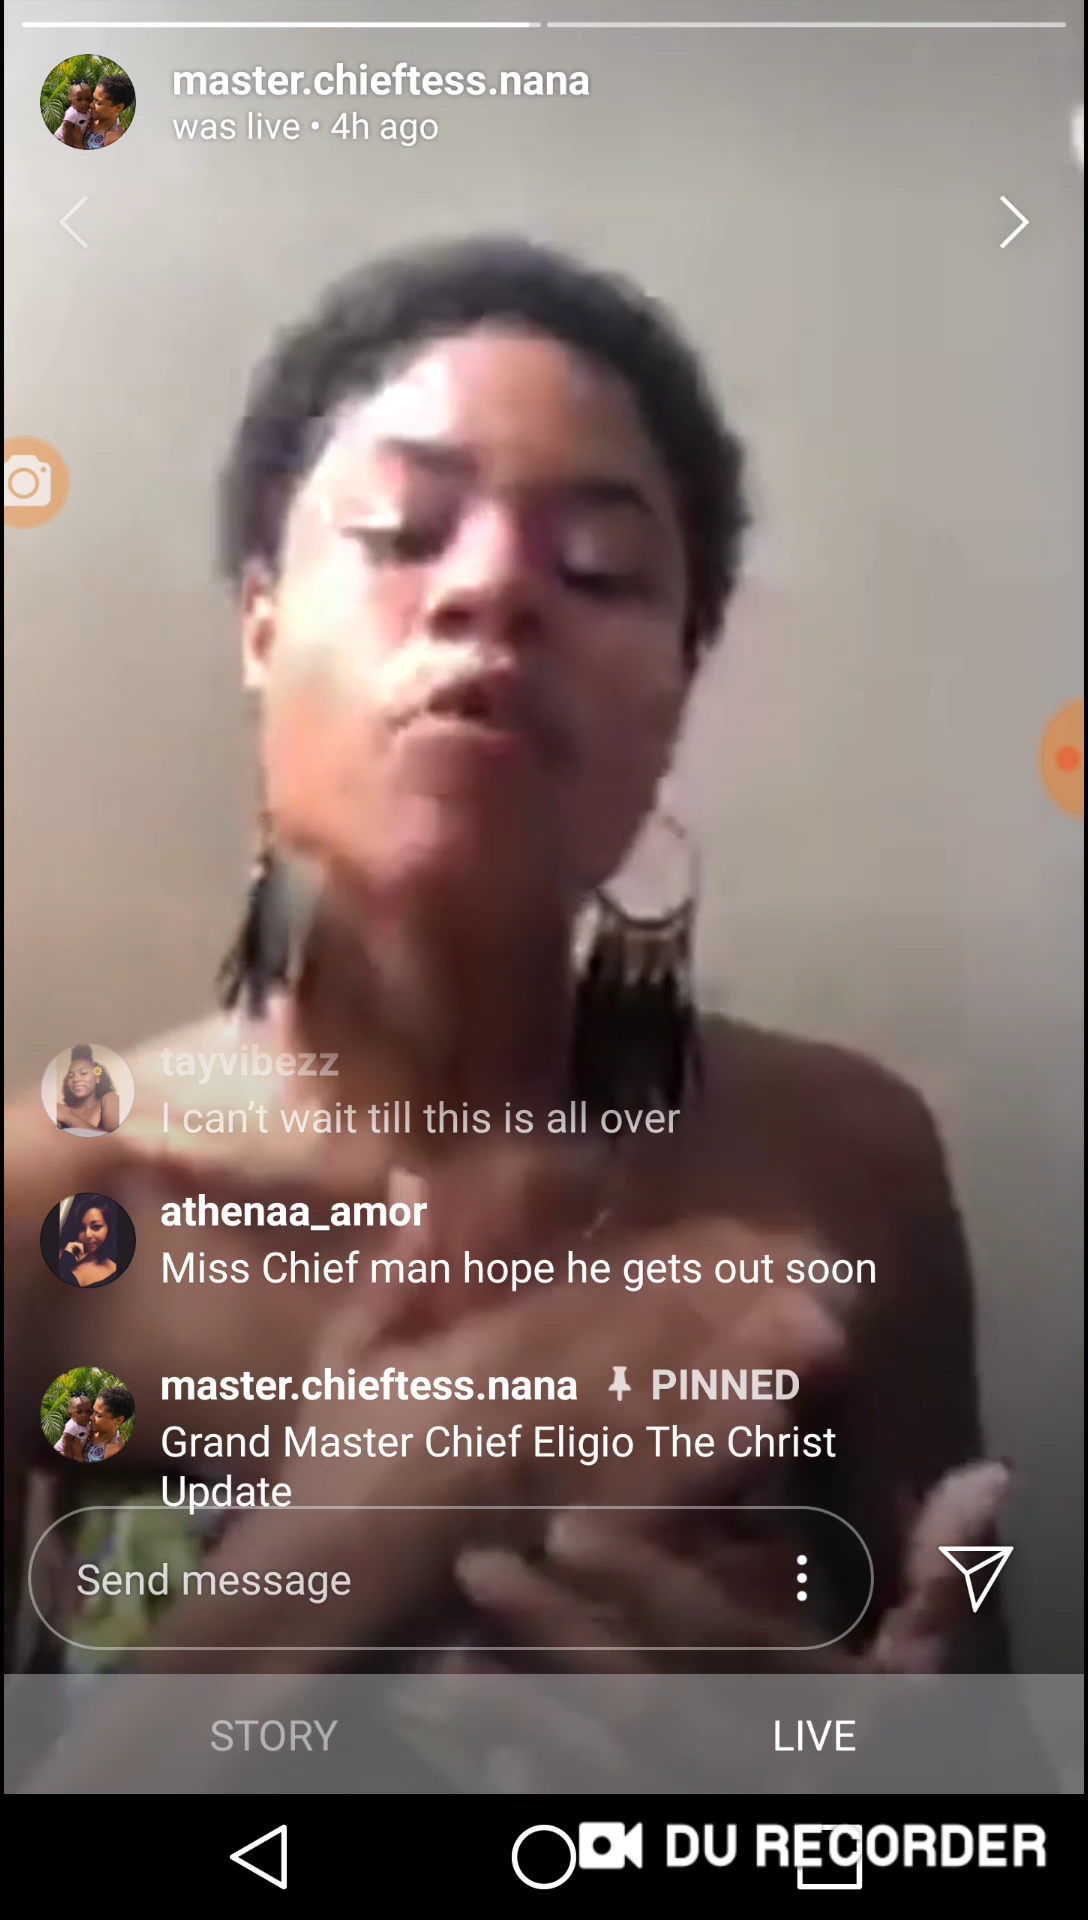 master.chieftess.nana
was live • 4h ago
tayvibezz
I can't wait till this is all over
athenaa_amor
Miss Chief man hope he gets out soon
master.chieftess.nana PINNED
Grand Master Chief Eligio The Christ
Update
Send message
STORY LIVE
DU RECORDER